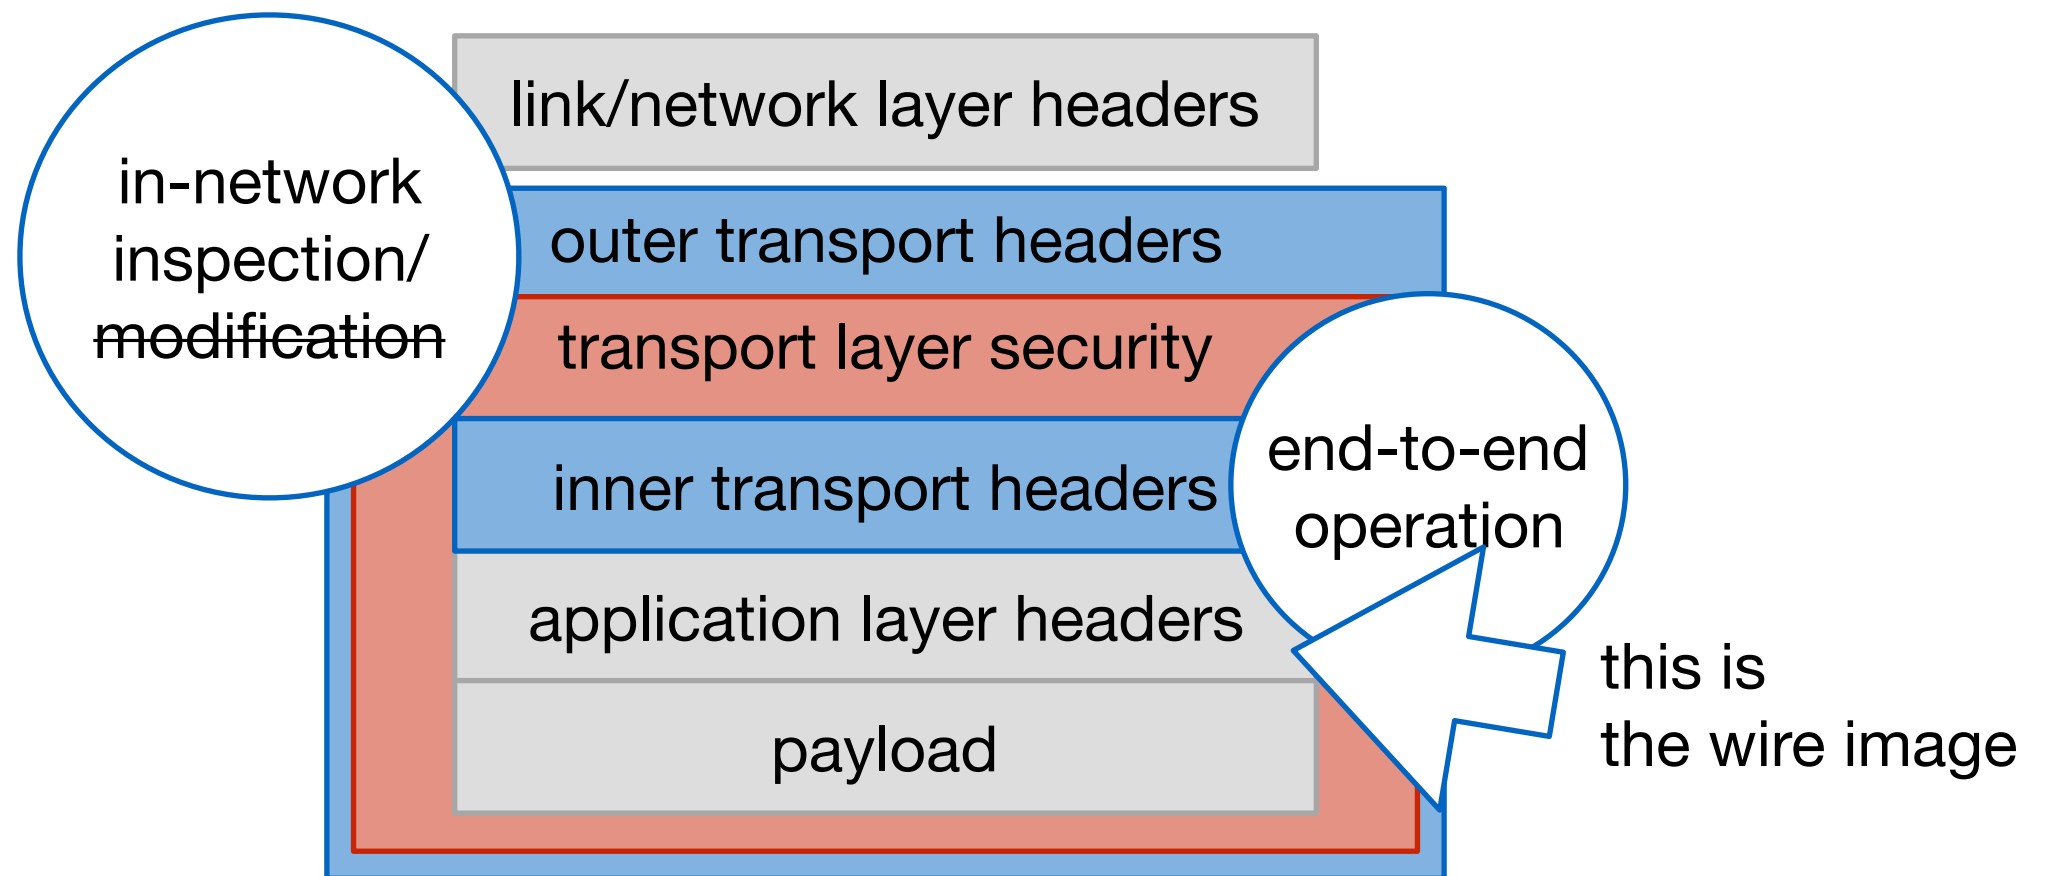 link/network layer headers
in-network
inspection/
modification
outer transport headers
transport layer security
inner transport headers
end-to-end
operation
application layer headers
payload
this is
the wire image